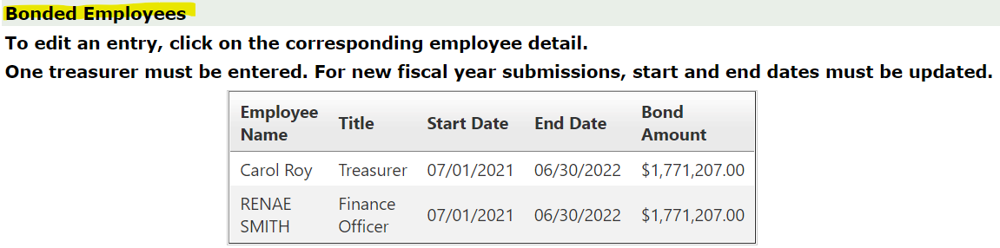 Bonded Employees
To edit an entry, click on the corresponding employee detail.
One treasurer must be entered. For new fiscal year submissions, start and end dates must be updated.
Employee Name Title Start Date End Date Bond Amount
Carol Roy Treasurer 07/01/2021 06/30/2022 $1,771,207.00
RENAE SMITH Finance Officer 07/01/2021 06/30/2022 $1,771,207.00